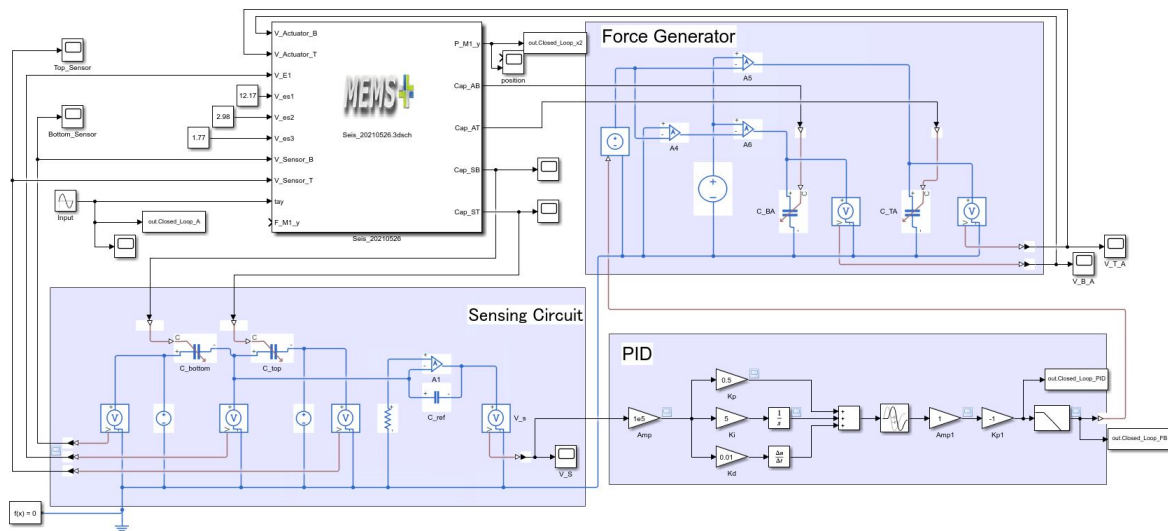 V_Actuator_B
V_Actuator_T
V_E1
V_es1
V_es2
V_es3
V_Sensor_B
V_Sensor_T
tay
F_M1_y
P_M1_y
Cap_AB
Cap_AT
Cap_SB
Cap_ST
MEMS+
Seis_20210526.3dsch
Seis_20210526
12.17
2.98
1.77
Top_Sensor
Bottom_Sensor
Input
out.Closed_Loop_A
out.Closed_Loop_x2
position
Force Generator
A5
A4
A6
C_BA
C
V
C_TA
C
V
V_T_A
V_B_A
Sensing Circuit
C
C_bottom
C
C_top
A
A1
C_ref
V
V
V
V
V_s
V_S
f(x) = 0
PID
1e5
Amp
0.5
Kp
5
Ki
1
s
0.01
Kd
Δu
Δt
1
Amp1
-1
Kp1
out.Closed_Loop_PID
out.Closed_Loop_FB